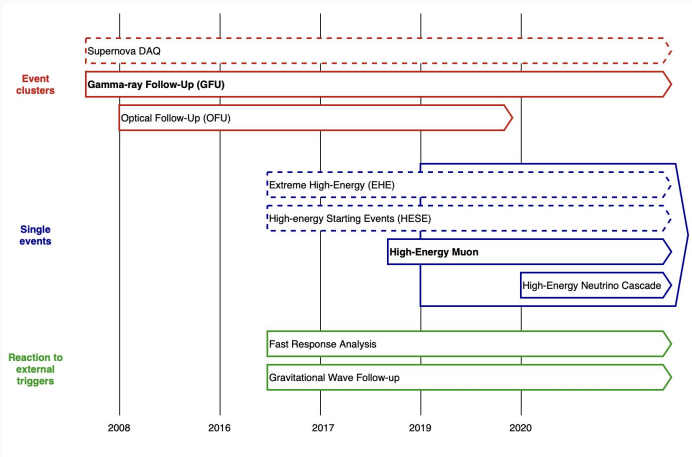 Supernova DAQ
Event
clusters
Gamma-ray Follow-Up (GFU)
Optical Follow-Up (OFU)
Extreme High-Energy (EHE)
High-energy Starting Events (HESE)
Single
events
High-Energy Muon
High-Energy Neutrino Cascade
Fast Response Analysis
Reaction to
external
triggers
Gravitational Wave Follow-up
2008 2016 2017 2019 2020